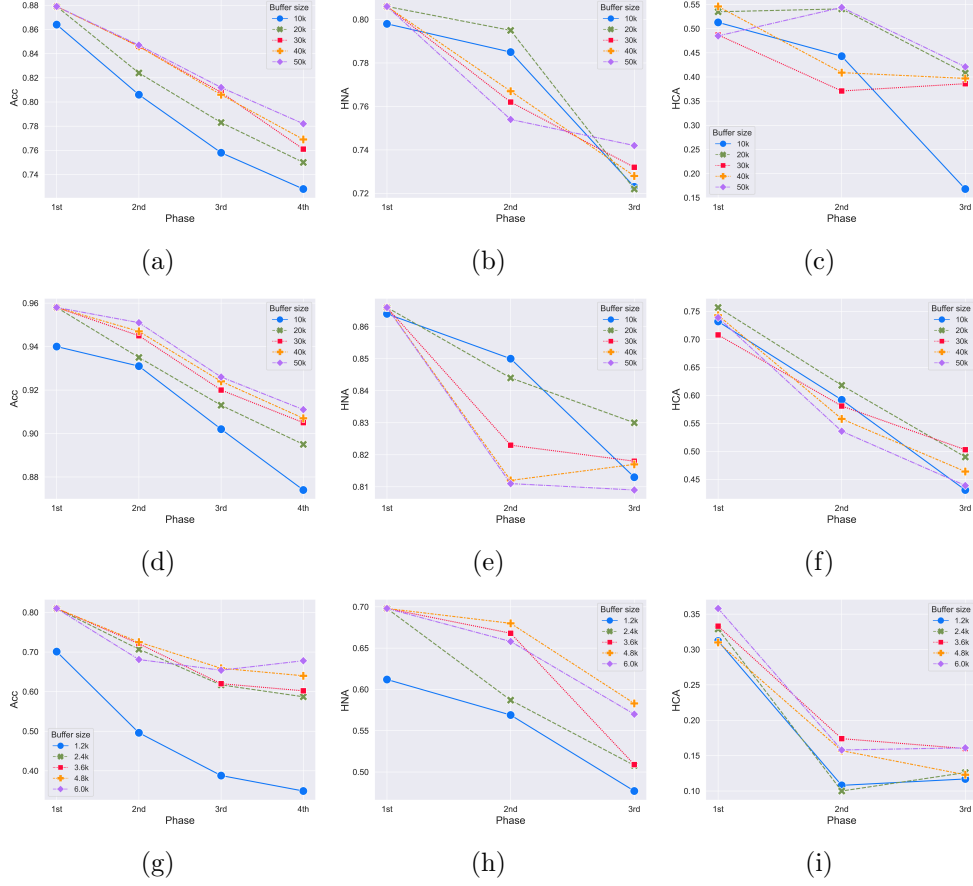 0.88
0.86
0.84
0.82
0.80
0.78
0.76
0.74
Acc
1st
2nd
3rd
4th
Phase
Buffer size
10k
20k
30k
40k
50k
(a)
0.80
0.78
0.76
0.74
0.72
HNA
1st
2nd
3rd
Phase
Buffer size
10k
20k
30k
40k
50k
(b)
0.55
0.50
0.45
0.40
0.35
0.30
0.25
0.20
0.15
HCA
1st
2nd
3rd
Phase
Buffer size
10k
20k
30k
40k
50k
(c)
0.96
0.94
0.92
0.90
0.88
Acc
1st
2nd
3rd
4th
Phase
Buffer size
10k
20k
30k
40k
50k
(d)
0.86
0.85
0.84
0.83
0.82
0.81
HNA
1st
2nd
3rd
Phase
Buffer size
10k
20k
30k
40k
50k
(e)
0.75
0.70
0.65
0.60
0.55
0.50
0.45
HCA
1st
2nd
3rd
Phase
Buffer size
10k
20k
30k
40k
50k
(f)
0.80
0.70
0.60
0.50
0.40
Acc
1st
2nd
3rd
4th
Phase
Buffer size
1.2k
2.4k
3.6k
4.8k
6.0k
(g)
0.70
0.65
0.60
0.55
0.50
HNA
1st
2nd
3rd
Phase
Buffer size
1.2k
2.4k
3.6k
4.8k
6.0k
(h)
0.35
0.30
0.25
0.20
0.15
0.10
HCA
1st
2nd
3rd
Phase
Buffer size
1.2k
2.4k
3.6k
4.8k
6.0k
(i)